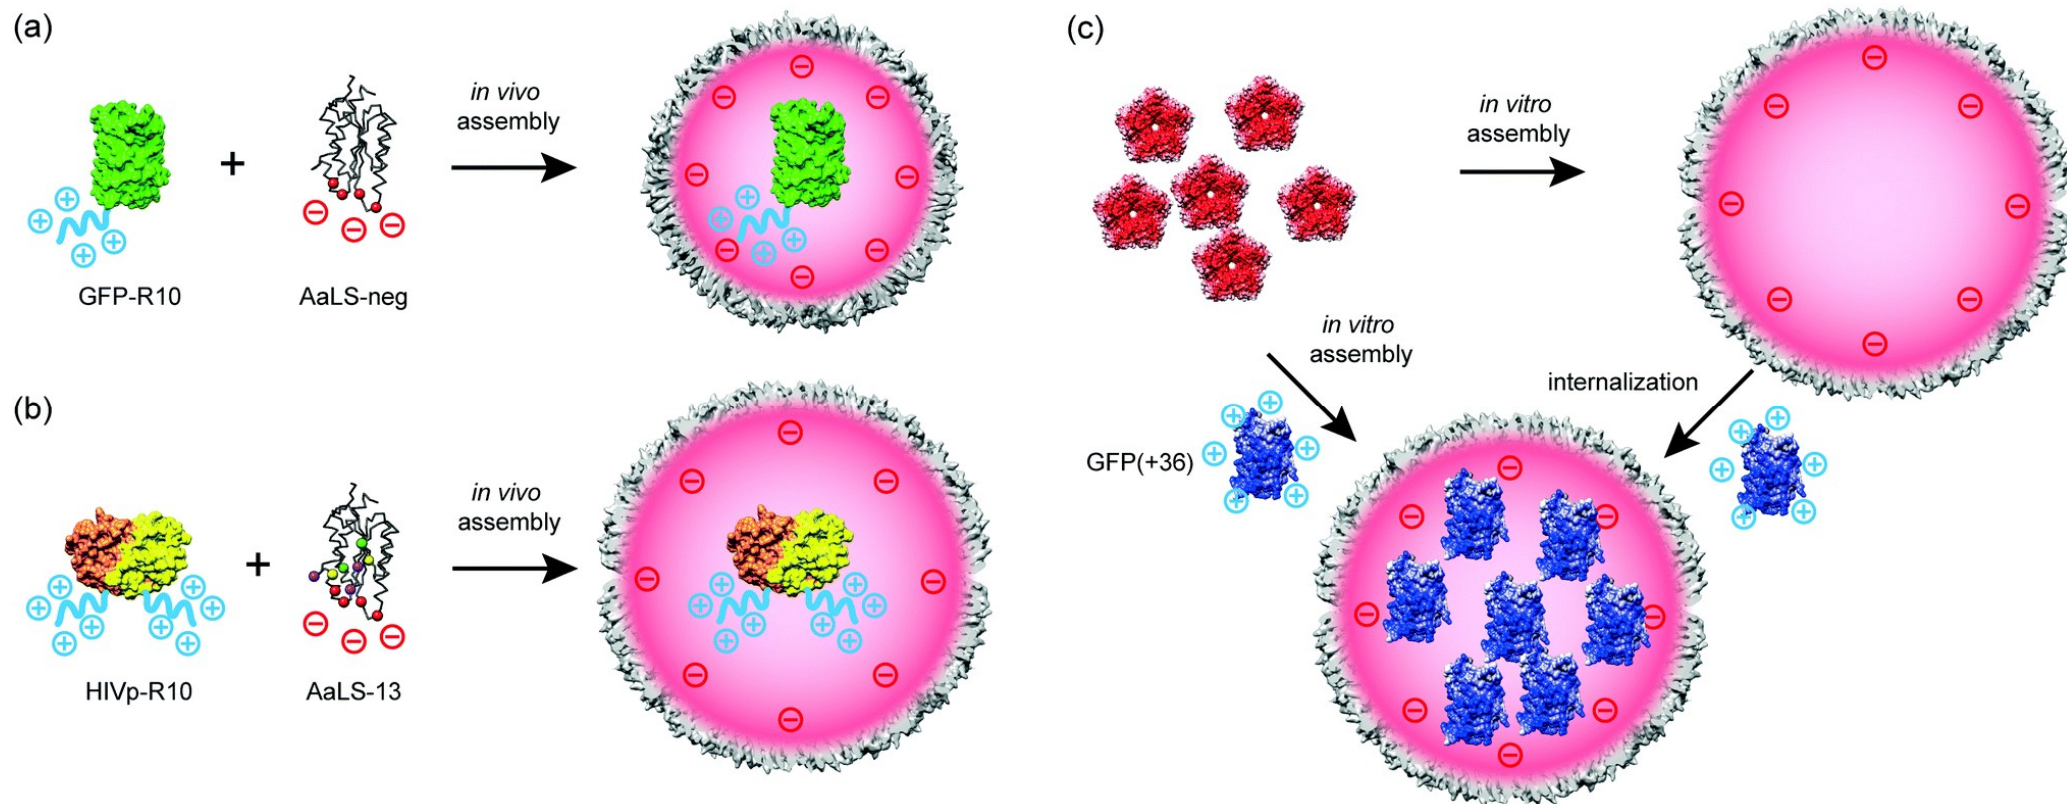 (a)
in vivo
assembly
+
GFP-R10
AaLS-neg
(b)
in vivo
assembly
+
HIVp-R10
AaLS-13
(c)
in vitro
assembly
in vitro
assembly
internalization
GFP(+36)